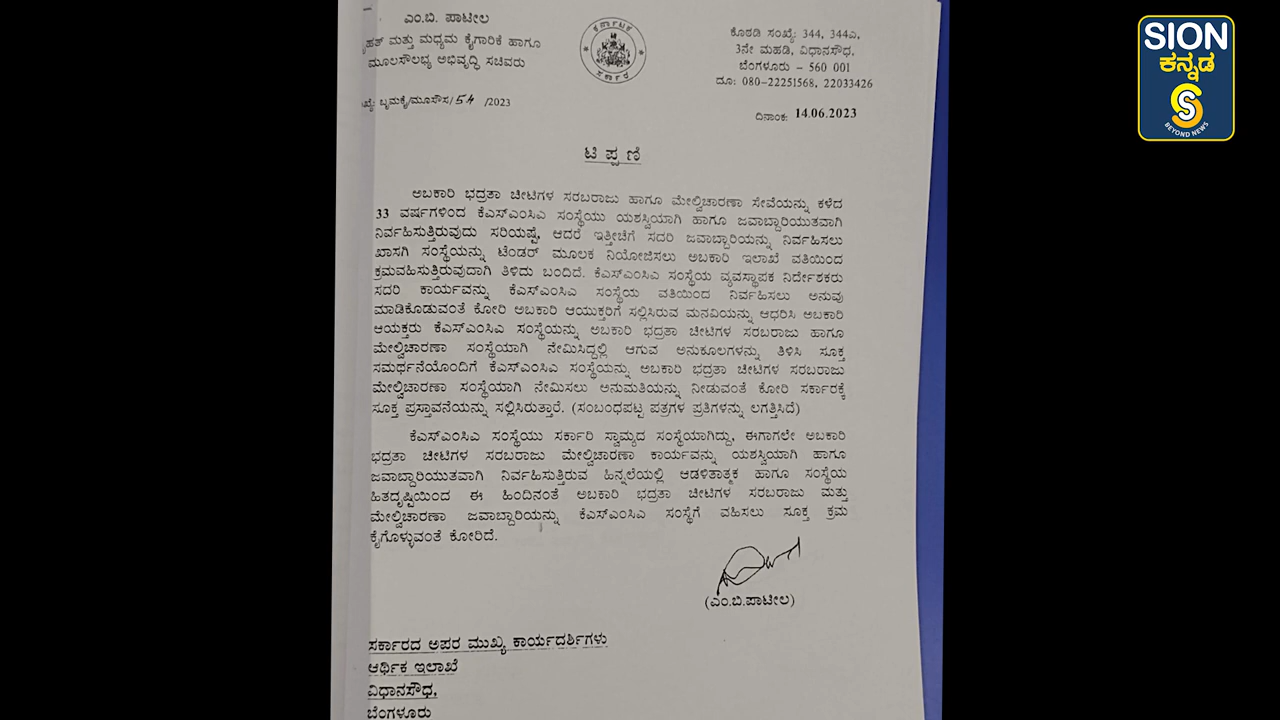 ಎಂ.ಬಿ. ಪಾಟೀಲ
ಮತ್ತು ಮಧ್ಯಮ ಕೈಗಾರಿಕೆ ಹಾಗೂ
ಮೂಲಸೌಲಭ್ಯ ಅಭಿವೃದ್ಧಿ ಸಚಿವರು
ಬೃಮಕೈ/ಮೂಸೌಸ/54 /2023
ಕರ್ನಾಟಕ
ಸರ್ಕಾರ
ಕೊಠಡಿ ಸಂಖ್ಯೆ: 344, 344ಎ,
3ನೇ ಮಹಡಿ, ವಿಧಾನಸೌಧ,
ಬೆಂಗಳೂರು – 560 001
ದೂ: 080-22251568, 22033426
ದಿನಾಂಕ: 14.06.2023
SION
ಕನ್ನಡ
S
BEYOND NEWS
ಟಿ ಪ್ಪ ಣಿ
ಅಬಕಾರಿ ಭದ್ರತಾ ಚೀಟಿಗಳ ಸರಬರಾಜು ಹಾಗೂ ಮೇಲ್ವಿಚಾರಣಾ ಸೇವೆಯನ್ನು ಕಳೆದ
33 ವರ್ಷಗಳಿಂದ ಕೆಎಸ್ಎಂಸಿಎ ಸಂಸ್ಥೆಯು ಯಶಸ್ವಿಯಾಗಿ ಹಾಗೂ ಜವಾಬ್ದಾರಿಯುತವಾಗಿ
ನಿರ್ವಹಿಸುತ್ತಿರುವುದು ಸರಿಯಷ್ಟೆ, ಆದರೆ ಇತ್ತೀಚೆಗೆ ಸದರಿ ಜವಾಬ್ದಾರಿಯನ್ನು ನಿರ್ವಹಿಸಲು
ಖಾಸಗಿ ಸಂಸ್ಥೆಯನ್ನು ಟೆಂಡರ್ ಮೂಲಕ ನಿಯೋಜಿಸಲು ಅಬಕಾರಿ ಇಲಾಖೆ ವತಿಯಿಂದ
ಕ್ರಮವಹಿಸುತ್ತಿರುವುದಾಗಿ ತಿಳಿದು ಬಂದಿದೆ. ಕೆಎಸ್ಎಂಸಿಎ ಸಂಸ್ಥೆಯ ವ್ಯವಸ್ಥಾಪಕ ನಿರ್ದೇಶಕರು
ಸದರಿ ಕಾರ್ಯವನ್ನು ಕೆಎಸ್ಎಂಸಿಎ ಸಂಸ್ಥೆಯ ವತಿಯಿಂದ ನಿರ್ವಹಿಸಲು ಅನುವು
ಮಾಡಿಕೊಡುವಂತೆ ಕೋರಿ ಅಬಕಾರಿ ಆಯುಕ್ತರಿಗೆ ಸಲ್ಲಿಸಿರುವ ಮನವಿಯನ್ನು ಆಧರಿಸಿ ಅಬಕಾರಿ
ಆಯಕ್ತರು ಕೆಎಸ್ಎಂಸಿಎ ಸಂಸ್ಥೆಯನ್ನು ಅಬಕಾರಿ ಭದ್ರತಾ ಚೀಟಿಗಳ ಸರಬರಾಜು ಹಾಗೂ
ಮೇಲ್ವಿಚಾರಣಾ ಸಂಸ್ಥೆಯಾಗಿ ನೇಮಿಸಿದ್ದಲ್ಲಿ ಆಗುವ ಅನುಕೂಲಗಳನ್ನು ತಿಳಿಸಿ ಸೂಕ್ತ
ಸಮರ್ಥನೆಯೊಂದಿಗೆ ಕೆಎಸ್ಎಂಸಿಎ ಸಂಸ್ಥೆಯನ್ನು ಅಬಕಾರಿ ಭದ್ರತಾ ಚೀಟಿಗಳ ಸರಬರಾಜು
ಮೇಲ್ವಿಚಾರಣಾ ಸಂಸ್ಥೆಯಾಗಿ ನೇಮಿಸಲು ಅನುಮತಿಯನ್ನು ನೀಡುವಂತೆ ಕೋರಿ ಸರ್ಕಾರಕ್ಕೆ
ಸೂಕ್ತ ಪ್ರಸ್ತಾವನೆಯನ್ನು ಸಲ್ಲಿಸಿರುತ್ತಾರೆ. (ಸಂಬಂಧಪಟ್ಟ ಪತ್ರಗಳ ಪ್ರತಿಗಳನ್ನು ಲಗತ್ತಿಸಿದೆ)
ಕೆಎಸ್ಎಂಸಿಎ ಸಂಸ್ಥೆಯು ಸರ್ಕಾರಿ ಸ್ವಾಮ್ಯದ ಸಂಸ್ಥೆಯಾಗಿದ್ದು, ಈಗಾಗಲೇ ಅಬಕಾರಿ
ಭದ್ರತಾ ಚೀಟಿಗಳ ಸರಬರಾಜು ಮೇಲ್ವಿಚಾರಣಾ ಕಾರ್ಯವನ್ನು ಯಶಸ್ವಿಯಾಗಿ ಹಾಗೂ
ಜವಾಬ್ದಾರಿಯುತವಾಗಿ ನಿರ್ವಹಿಸುತ್ತಿರುವ ಹಿನ್ನಲೆಯಲ್ಲಿ ಆಡಳಿತಾತ್ಮಕ ಹಾಗೂ ಸಂಸ್ಥೆಯ
ಹಿತದೃಷ್ಟಿಯಿಂದ ಈ ಹಿಂದಿನಂತೆ ಅಬಕಾರಿ ಭದ್ರತಾ ಚೀಟಿಗಳ ಸರಬರಾಜು ಮತ್ತು
ಮೇಲ್ವಿಚಾರಣಾ ಜವಾಬ್ದಾರಿಯನ್ನು ಕೆಎಸ್ಎಂಸಿಎ ಸಂಸ್ಥೆಗೆ ವಹಿಸಲು ಸೂಕ್ತ ಕ್ರಮ
ಕೈಗೊಳ್ಳುವಂತೆ ಕೋರಿದೆ.
(ಎಂ.ಬಿ.ಪಾಟೀಲ)
ಸರ್ಕಾರದ ಅಪರ ಮುಖ್ಯ ಕಾರ್ಯದರ್ಶಿಗಳು
ಆರ್ಥಿಕ ಇಲಾಖೆ
ವಿಧಾನಸೌಧ,
ಬೆಂಗಳೂರು